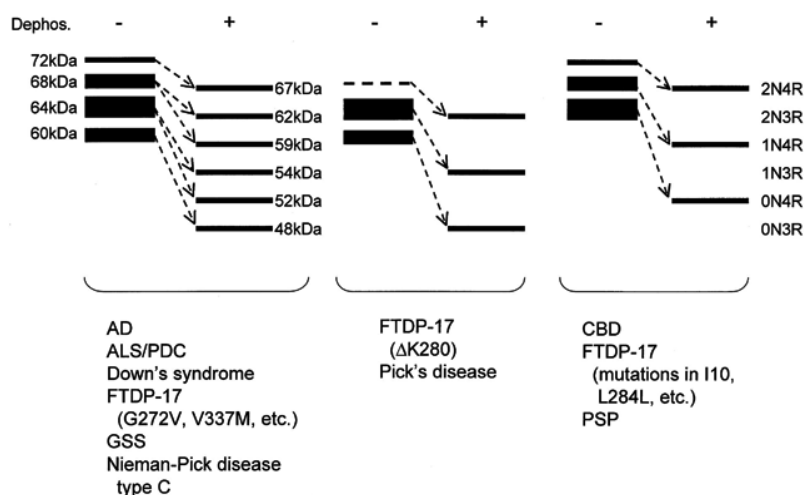 Dephos. - + - + - +
72kDa
68kDa
64kDa
60kDa
67kDa
62kDa
59kDa
54kDa
52kDa
48kDa
2N4R
2N3R
1N4R
1N3R
0N4R
0N3R
AD
ALS/PDC
Down's syndrome
FTDP-17
(G272V, V337M, etc.)
GSS
Nieman-Pick disease
type C
FTDP-17
(ΔK280)
Pick's disease
CBD
FTDP-17
(mutations in I10,
L284L, etc.)
PSP